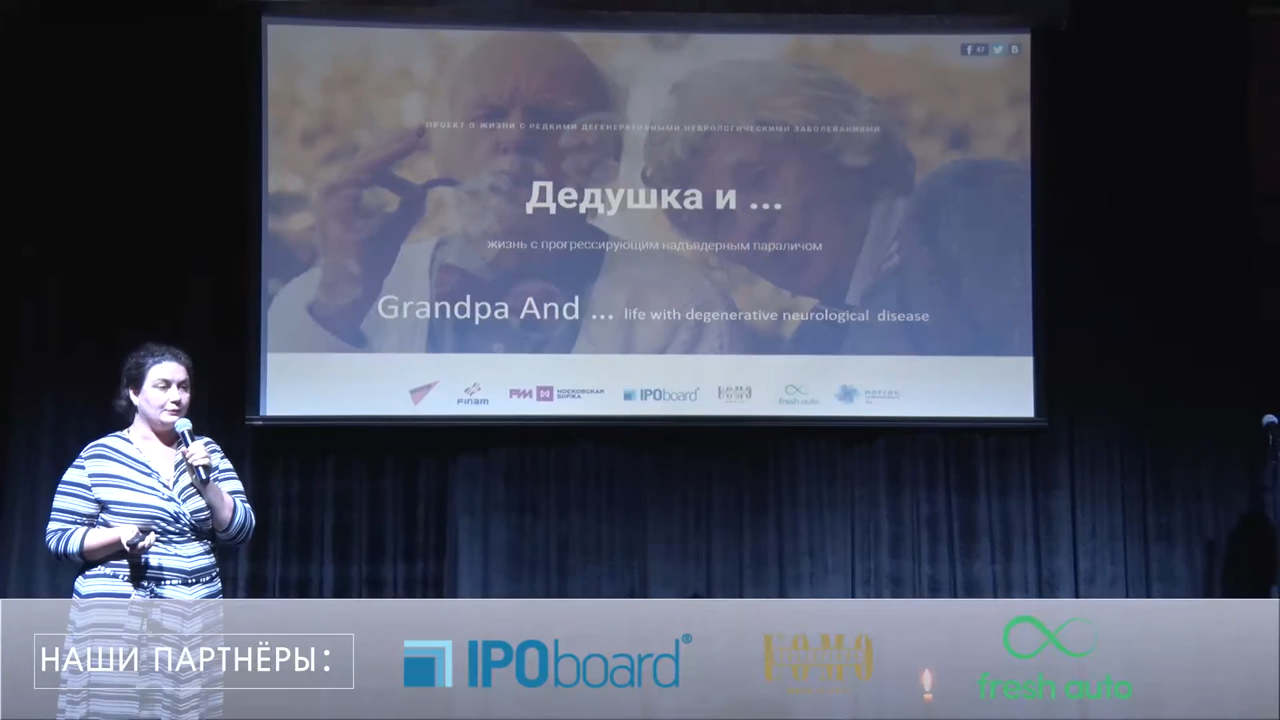 f 47
B
ПРОЕКТ О ЖИЗНИ С РЕДКИМИ ДЕГЕНЕРАТИВНЫМИ НЕВРОЛОГИЧЕСКИМИ ЗАБОЛЕВАНИЯМИ
Дедушка и ...
жизнь с прогрессирующим надъядерным параличом
Grandpa And ... life with degenerative neurological disease
FINAM
МОСКОВСКАЯ БИРЖА
IPOboard
fresh auto
НАШИ ПАРТНЁРЫ:
IPOboard®
fresh auto